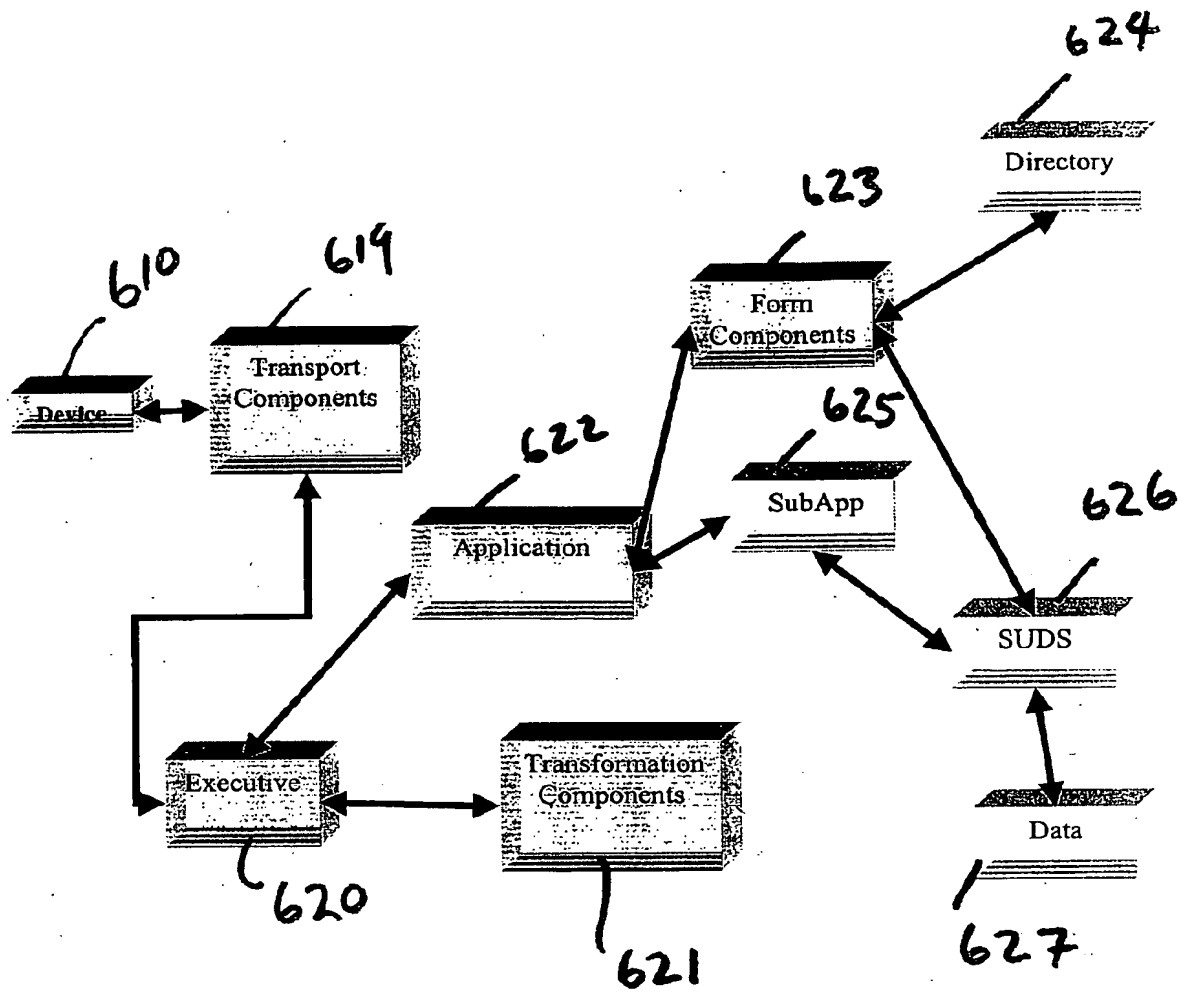 624
Directory
623
Form
Components
619
610
Transport
Components
Device
625
622
SubApp
626
Application
SUDS
Transformation
Components
Executive
Data
620
621
627